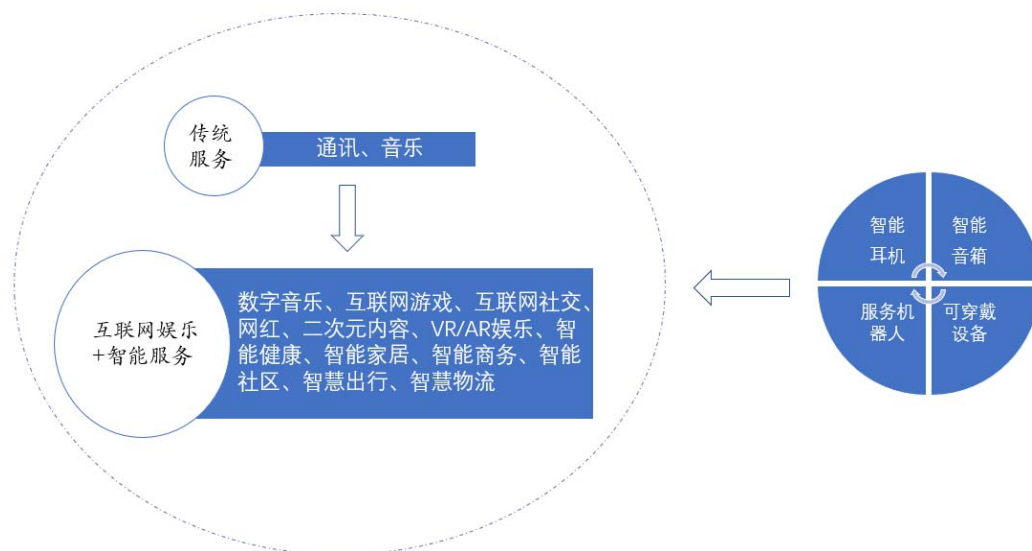 传统
服务
通讯、音乐
互联网娱乐
+智能服务
数字音乐、互联网游戏、互联网社交、
网红、二次元内容、VR/AR娱乐、智
能健康、智能家居、智能商务、智能
社区、智慧出行、智慧物流
智能
耳机
智能
音箱
服务机
器人
可穿戴
设备